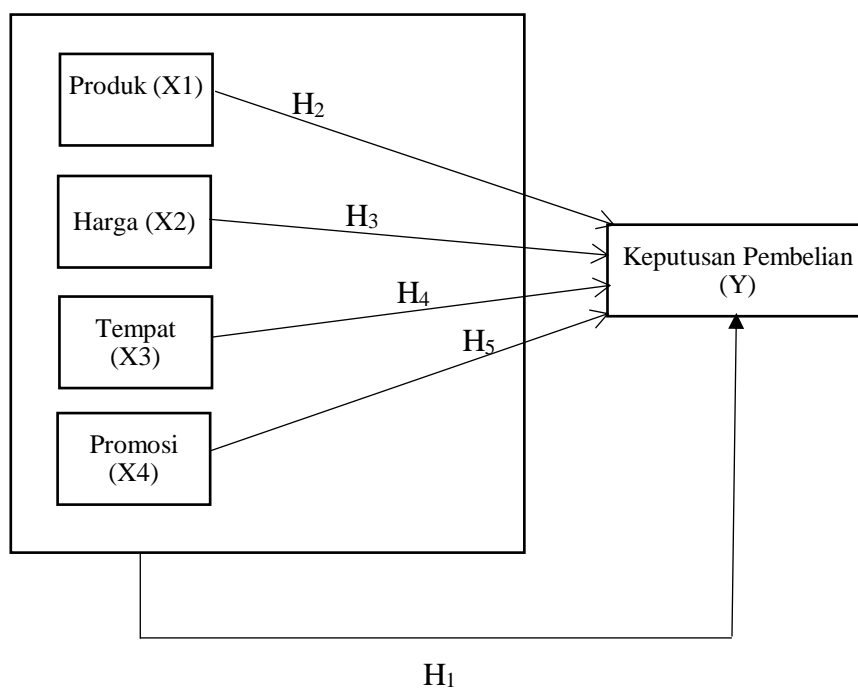 Produk (X1)
H2
Harga (X2)
H3
Keputusan Pembelian
(Y)
H4
Tempat
(X3)
H5
Promosi
(X4)
H1